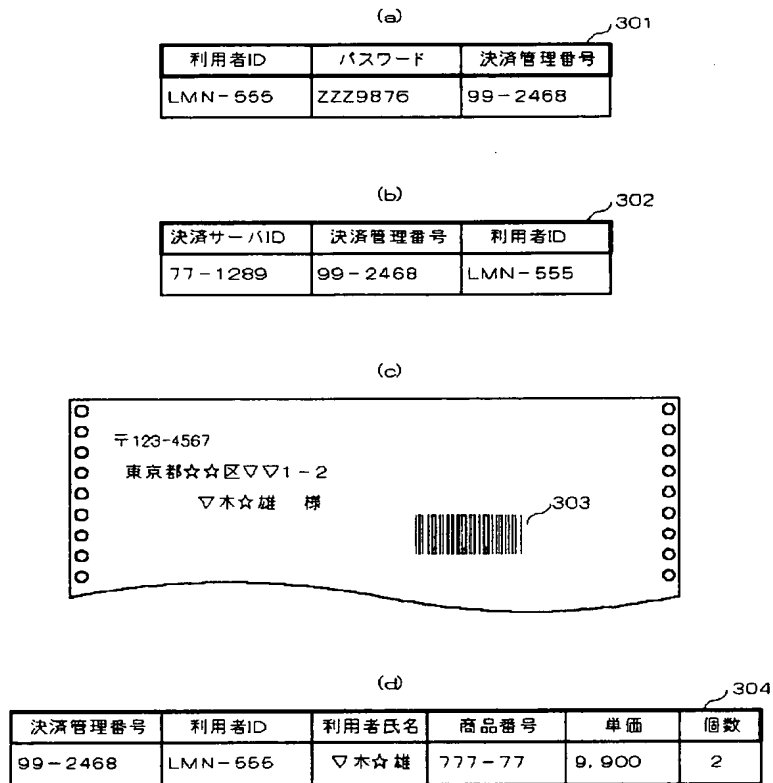 (a)
301
利用者ID パスワード 決済管理番号
LMN-555 ZZZ9876 99-2468
(b)
302
決済サーバID 決済管理番号 利用者ID
77-1289 99-2468 LMN-555
(c)
〒123-4567
東京都☆☆区▽▽1-2
▽木☆雄 様
303
(d)
304
決済管理番号 利用者ID 利用者氏名 商品番号 単価 個数
99-2468 LMN-555 ▽木☆雄 777-77 9,900 2